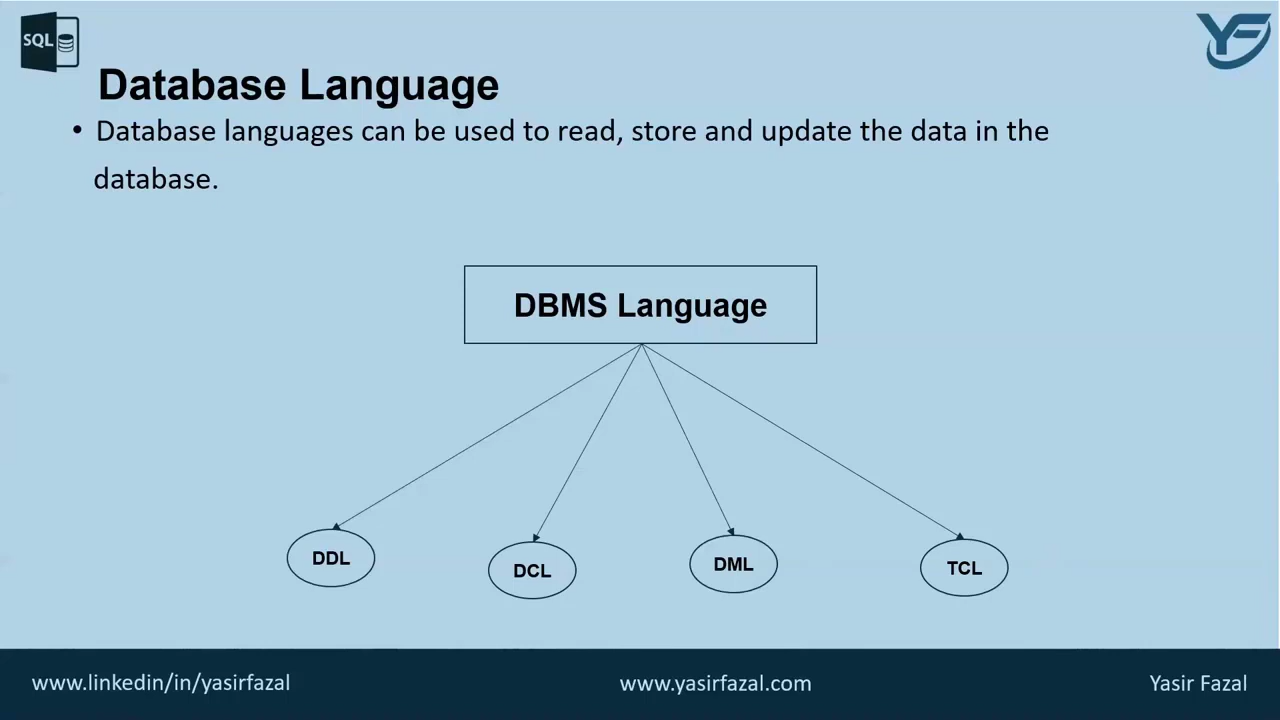 SQL
YF
Database Language
• Database languages can be used to read, store and update the data in the
database.
DBMS Language
DDL
DCL
DML
TCL
www.linkedin/in/yasirfazal
www.yasirfazal.com
Yasir Fazal